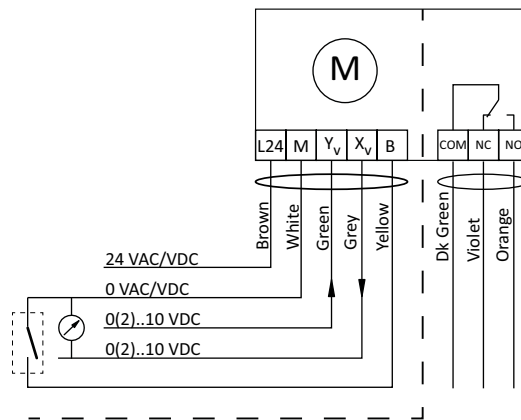 M
L24 M Yv Xv B COM NC NO
Brown White Green Grey Yellow Dk Green Violet Orange
24 VAC/VDC
0 VAC/VDC
0(2)..10 VDC
0(2)..10 VDC